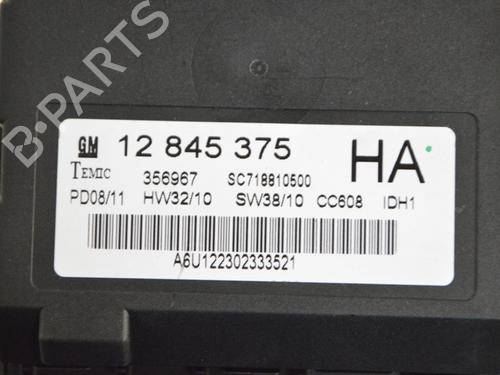 B-PARTS
GM 12 845 375 HA
TEMIC 356967 SC718810500
PD08/11 HW32/10 SW38/10 CC608 IDH1
A6U122302333521